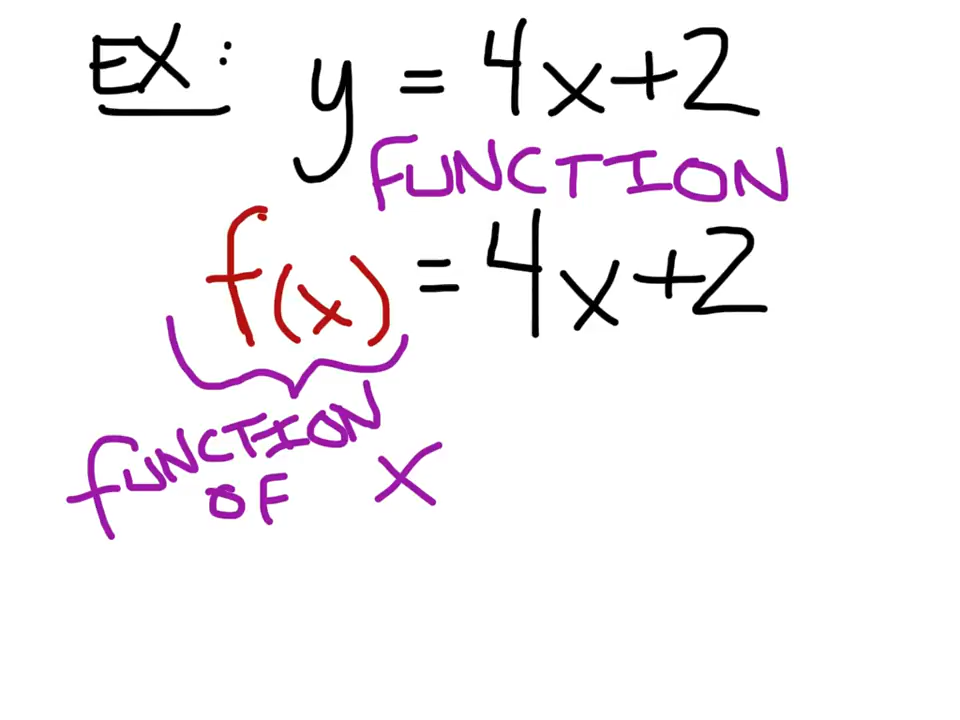 EX: y = 4x+2
FUNCTION
f(x) = 4x+2
FUNCTION
OF X